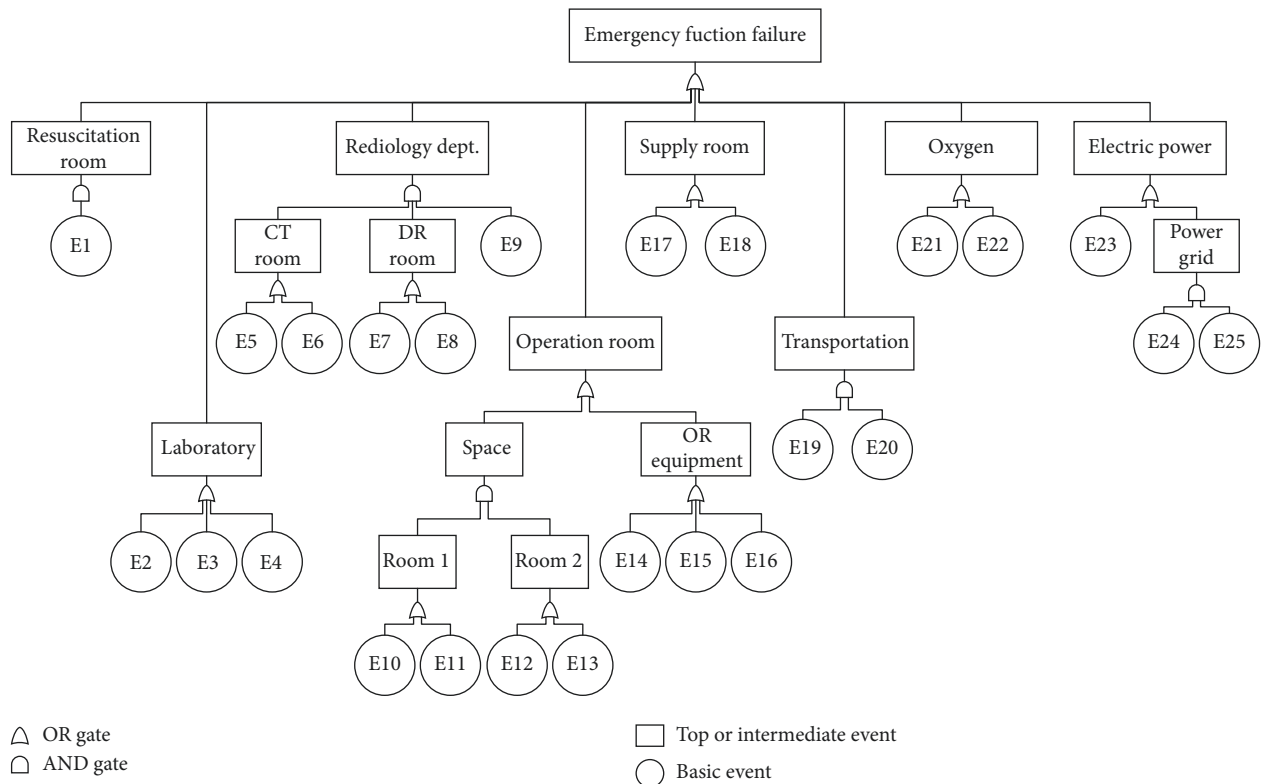 Emergency fuction failure
Resuscitation
room
Rediology dept.
Supply room
Oxygen
Electric power
E1
CT
room
DR
room
E9
E17
E18
E21
E22
E23
Power
grid
E5
E6
E7
E8
Operation room
Transportation
E24
E25
Laboratory
Space
OR
equipment
E19
E20
E2
E3
E4
Room 1
Room 2
E14
E15
E16
E10
E11
E12
E13
OR gate
AND gate
Top or intermediate event
Basic event